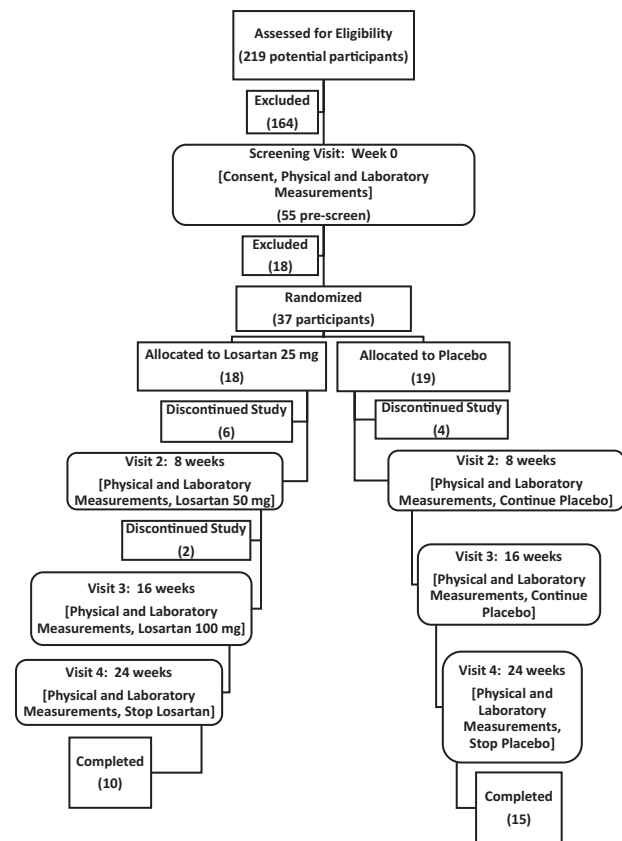 Assessed for Eligibility
(219 potential participants)
Excluded
(164)
Screening Visit: Week 0
[Consent, Physical and Laboratory
Measurements]
(55 pre-screen)
Excluded
(18)
Randomized
(37 participants)
Allocated to Losartan 25 mg
(18)
Allocated to Placebo
(19)
Discontinued Study
(6)
Discontinued Study
(4)
Visit 2: 8 weeks
[Physical and Laboratory
Measurements, Losartan 50 mg]
Visit 2: 8 weeks
[Physical and Laboratory
Measurements, Continue Placebo]
Discontinued Study
(2)
Visit 3: 16 weeks
[Physical and Laboratory
Measurements, Losartan 100 mg]
Visit 3: 16 weeks
[Physical and Laboratory
Measurements, Continue
Placebo]
Visit 4: 24 weeks
[Physical and Laboratory
Measurements, Stop Losartan]
Visit 4: 24 weeks
[Physical and
Laboratory
Measurements,
Stop Placebo]
Completed
(10)
Completed
(15)